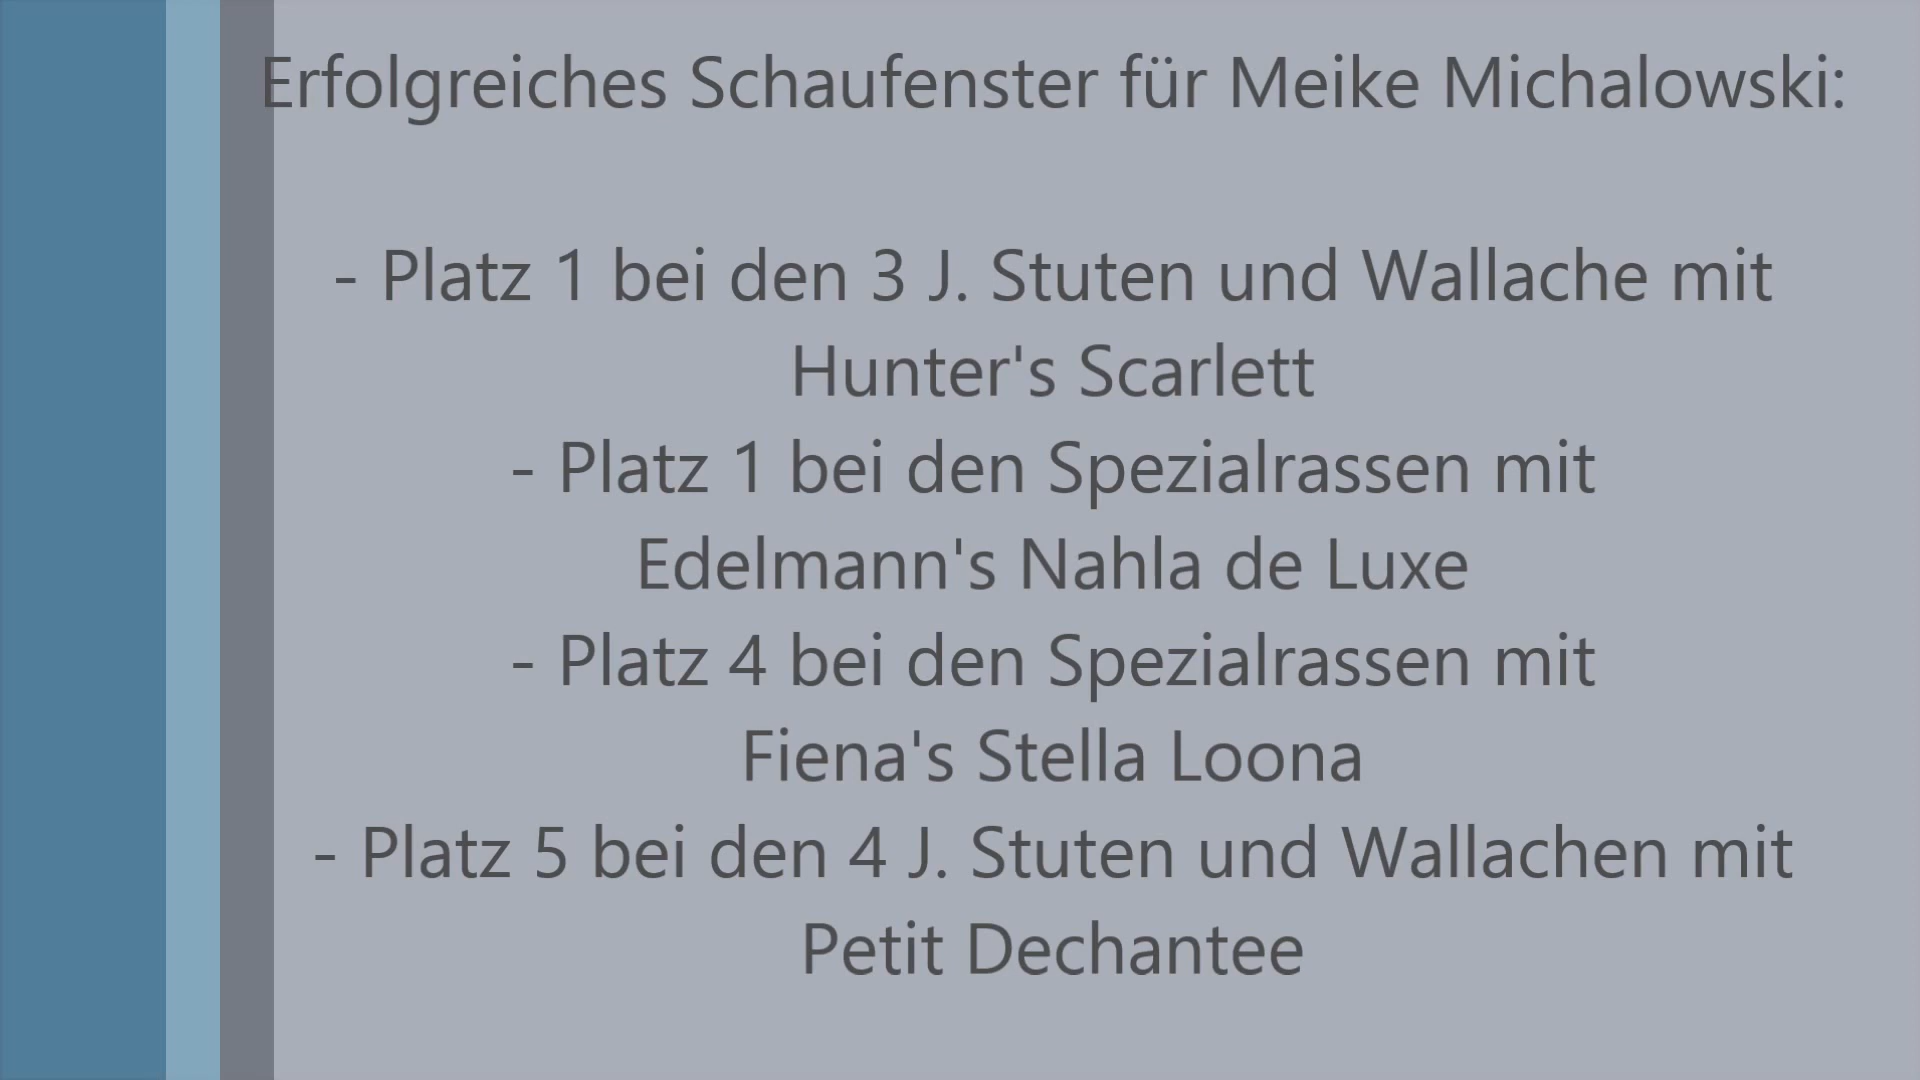 Erfolgreiches Schaufenster für Meike Michalowski:
- Platz 1 bei den 3 J. Stuten und Wallache mit
Hunter's Scarlett
- Platz 1 bei den Spezialrassen mit
Edelmann's Nahla de Luxe
- Platz 4 bei den Spezialrassen mit
Fiena's Stella Loona
- Platz 5 bei den 4 J. Stuten und Wallachen mit
Petit Dechantee